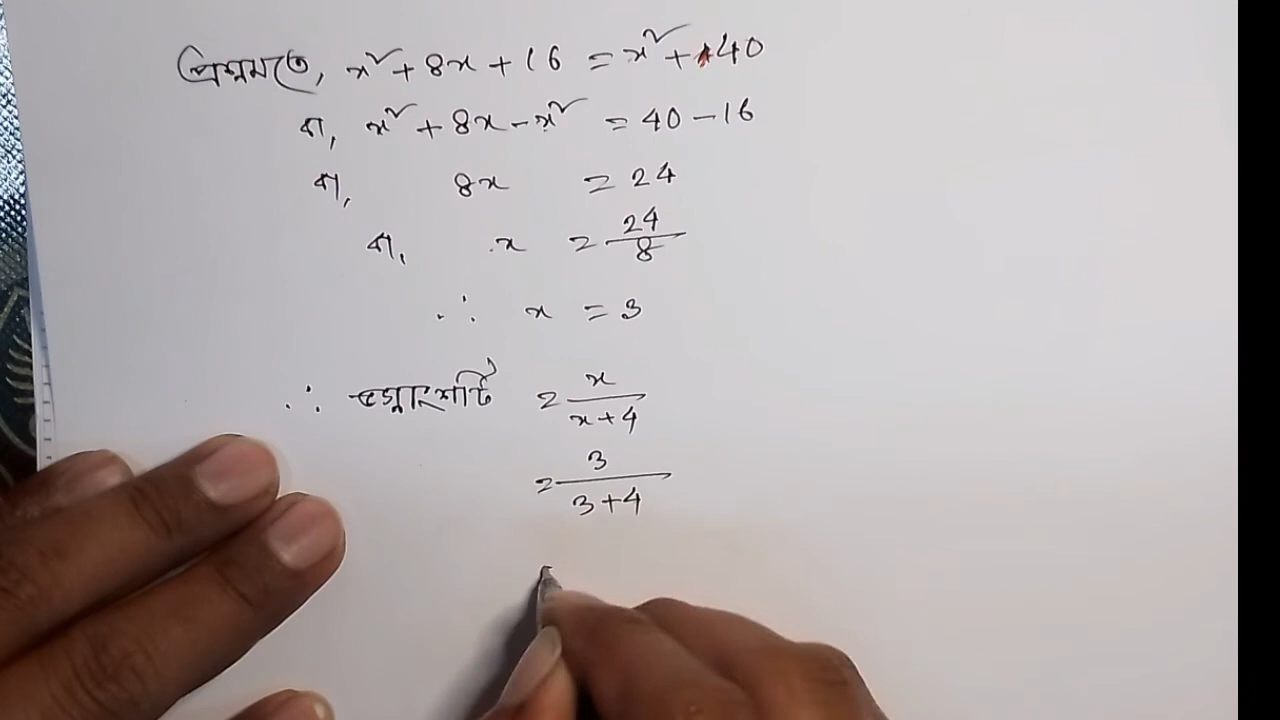 প্রশ্নমতে, x² + 8x + 16 = x² + 40
বা, x² + 8x - x² = 40 - 16
বা, 8x = 24
বা, x = 24/8
∴ x = 3
∴ ভগ্নাংশটি = x/(x+4)
= 3/(3+4)